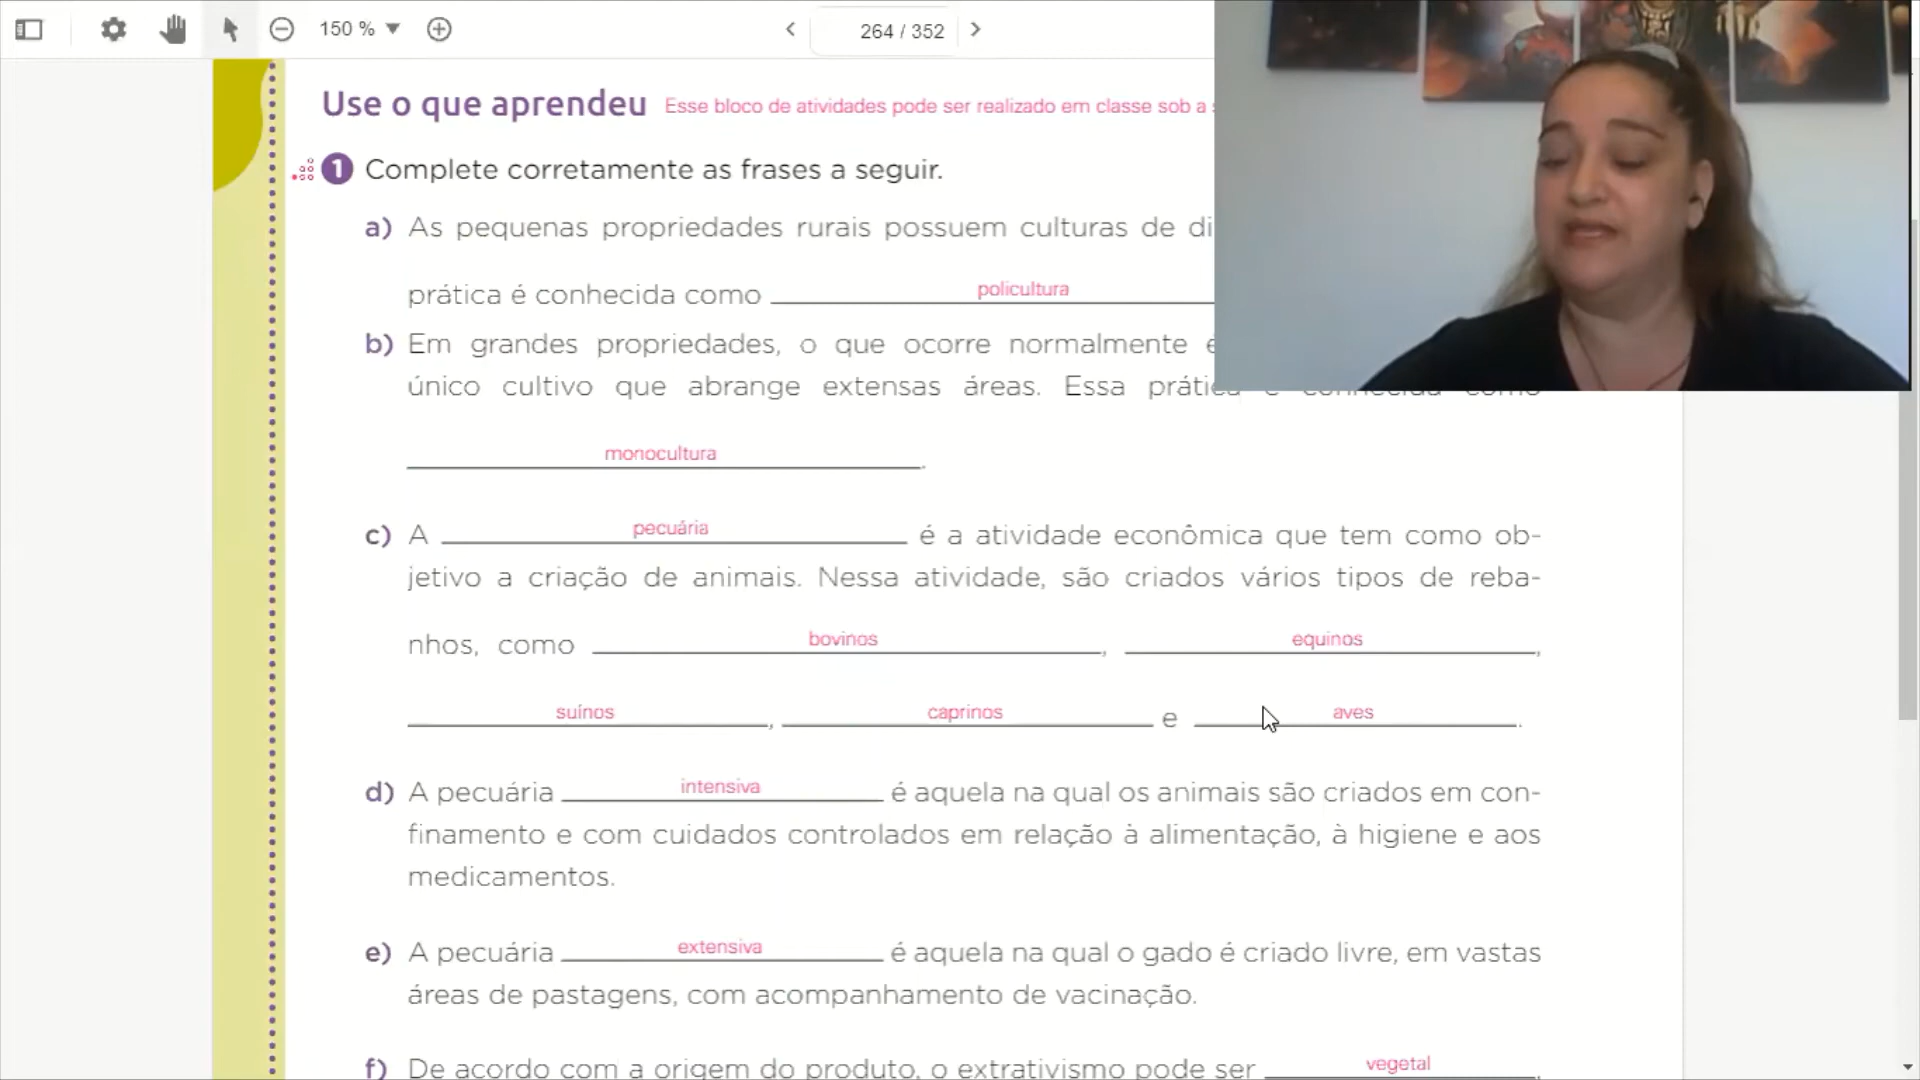 150 %
264 / 352
Use o que aprendeu Esse bloco de atividades pode ser realizado em classe sob a
1 Complete corretamente as frases a seguir.
a) As pequenas propriedades rurais possuem culturas de
prática é conhecida como policultura
b) Em grandes propriedades, o que ocorre normalmente
único cultivo que abrange extensas áreas. Essa prática é conhecida como
monocultura.
c) A pecuária é a atividade econômica que tem como ob-
jetivo a criação de animais. Nessa atividade, são criados vários tipos de reba-
nhos, como bovinos, equinos,
suínos, caprinos e aves.
d) A pecuária intensiva é aquela na qual os animais são criados em con-
finamento e com cuidados controlados em relação à alimentação, à higiene e aos
medicamentos.
e) A pecuária extensiva é aquela na qual o gado é criado livre, em vastas
áreas de pastagens, com acompanhamento de vacinação.
f) De acordo com a origem do produto, o extrativismo pode ser vegetal,